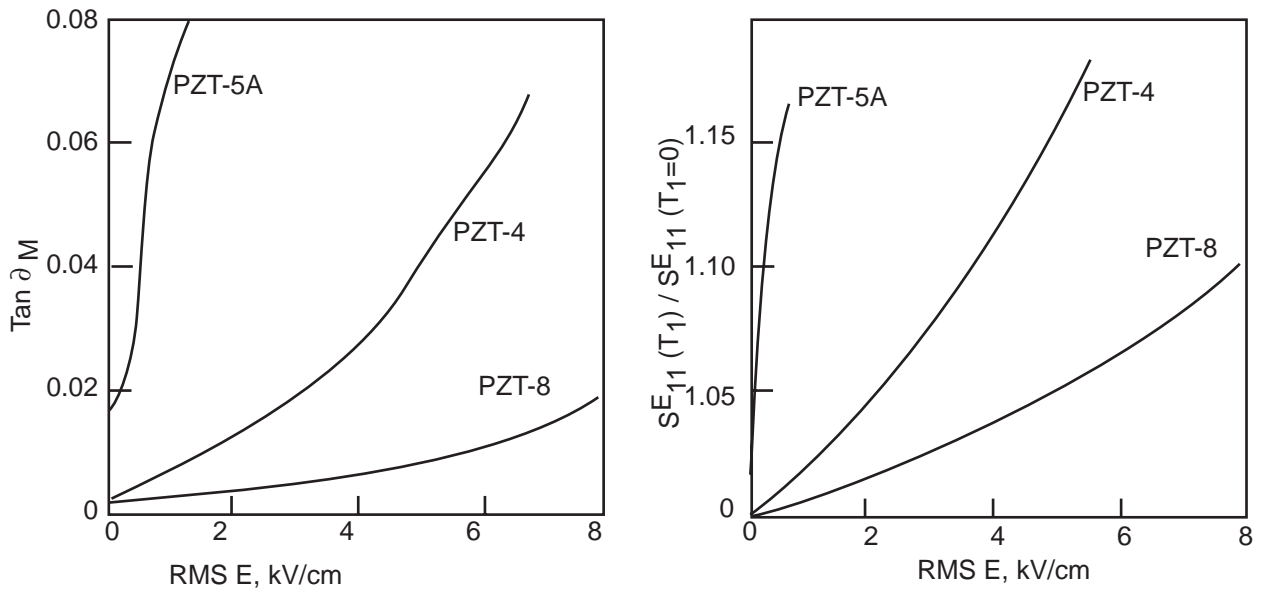 0.08
0.06
0.04
0.02
0
Tan ∂ M
PZT-5A
PZT-4
PZT-8
0 2 4 6 8
RMS E, kV/cm
1.15
1.10
1.05
0
SE11 (T1) / SE11 (T1=0)
PZT-5A
PZT-4
PZT-8
0 2 4 6 8
RMS E, kV/cm